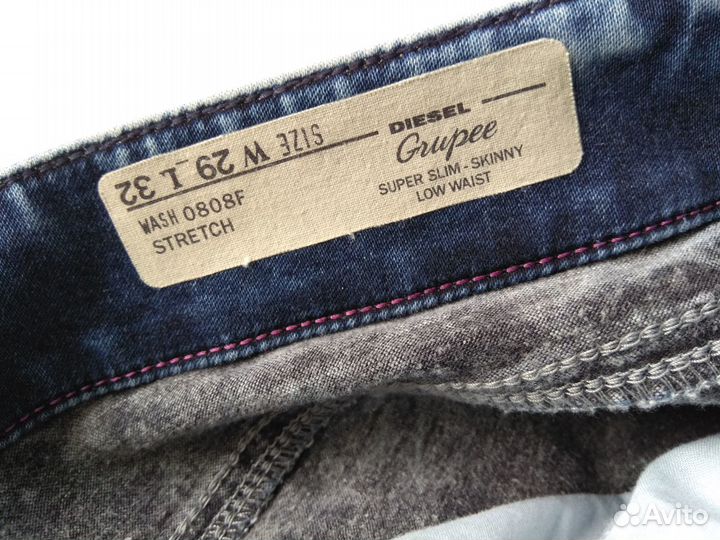 SIZE W 29 L 32
WASH 0808F
STRETCH
DIESEL
Grupee
SUPER SLIM - SKINNY
LOW WAIST
Avito